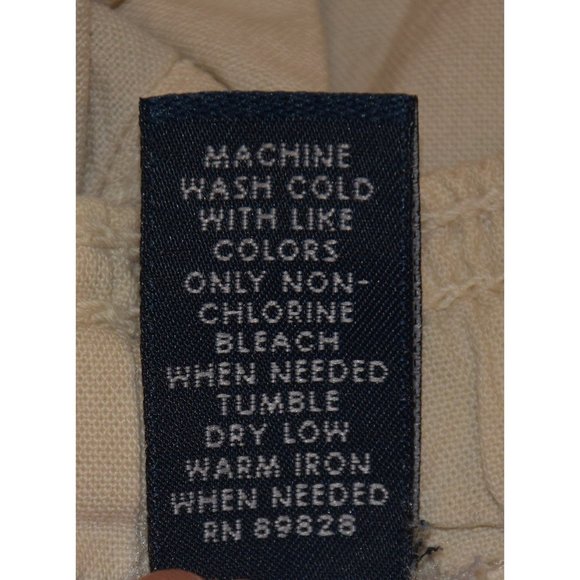 MACHINE
WASH COLD
WITH LIKE
COLORS
ONLY NON-
CHLORINE
BLEACH
WHEN NEEDED
TUMBLE
DRY LOW
WARM IRON
WHEN NEEDED
RN 89828